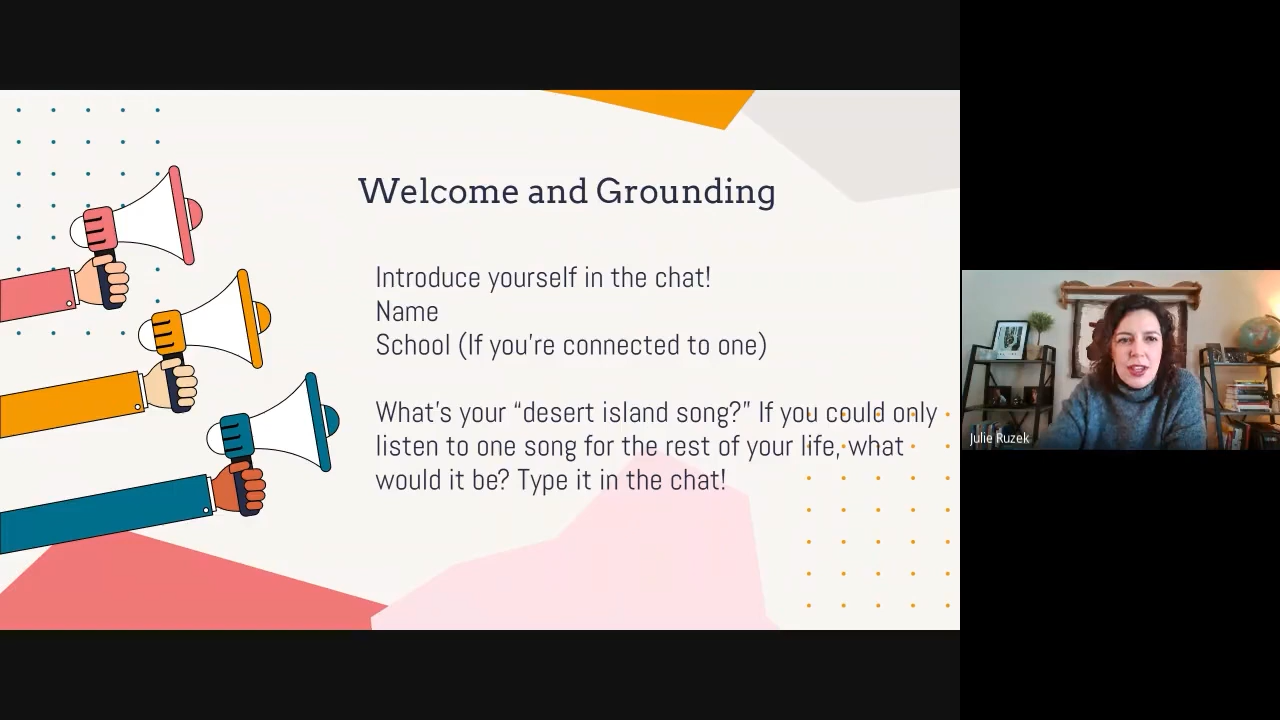 Welcome and Grounding
Introduce yourself in the chat!
Name
School (If you’re connected to one)
What’s your “desert island song?” If you could only
listen to one song for the rest of your life, what
would it be? Type it in the chat!
Julie Ruzek